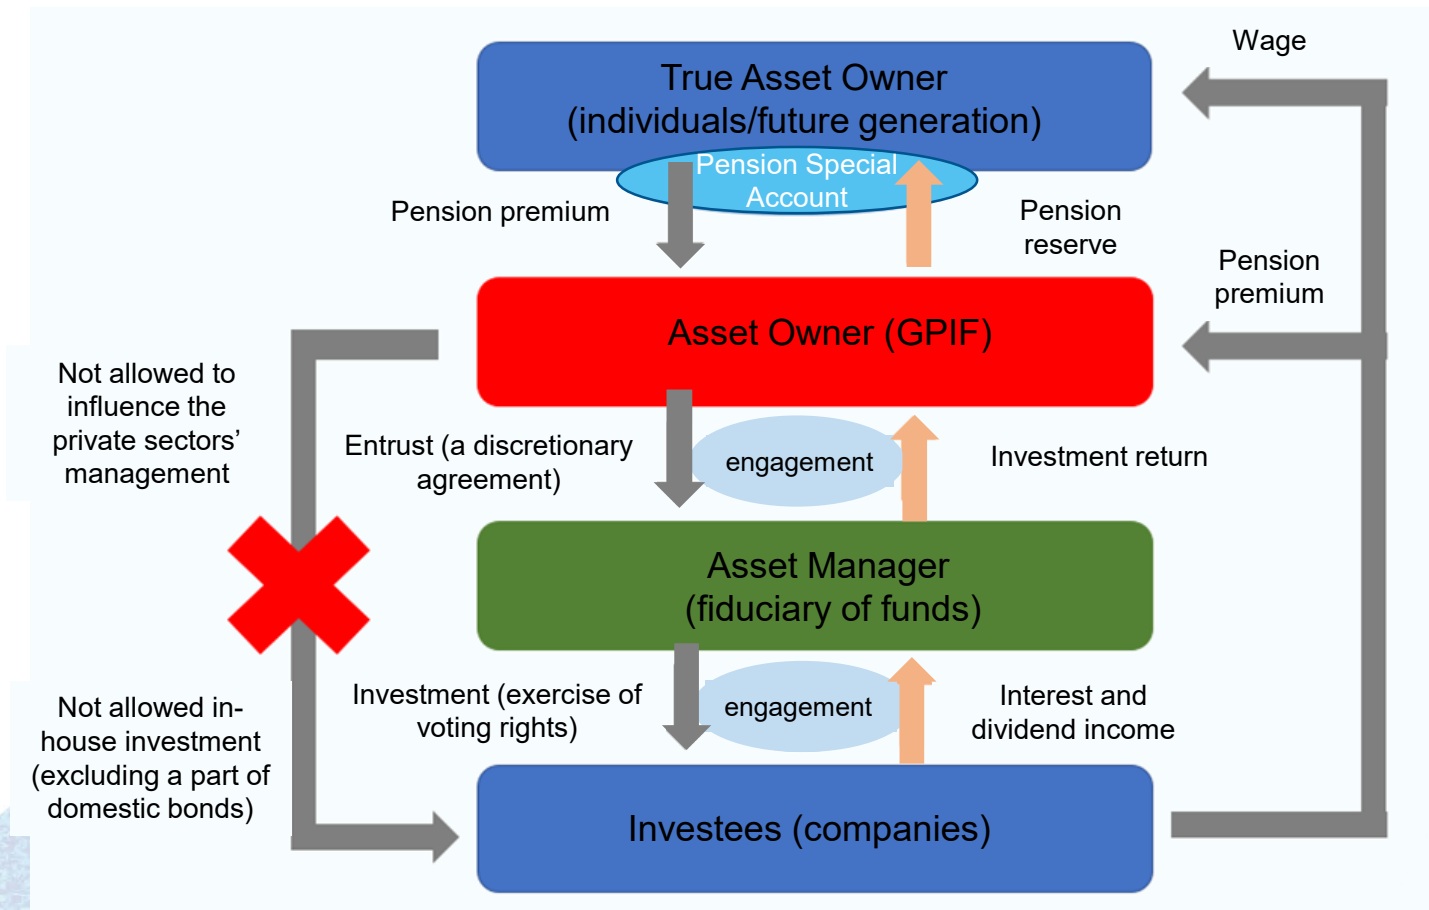 Wage
True Asset Owner
(individuals/future generation)
Pension Special
Account
Pension premium
Pension
reserve
Pension
premium
Asset Owner (GPIF)
Not allowed to
influence the
private sectors’
management
Entrust (a discretionary
agreement)
engagement
Investment return
Asset Manager
(fiduciary of funds)
Investment (exercise of
voting rights)
engagement
Interest and
dividend income
Not allowed in-
house investment
(excluding a part of
domestic bonds)
Investees (companies)